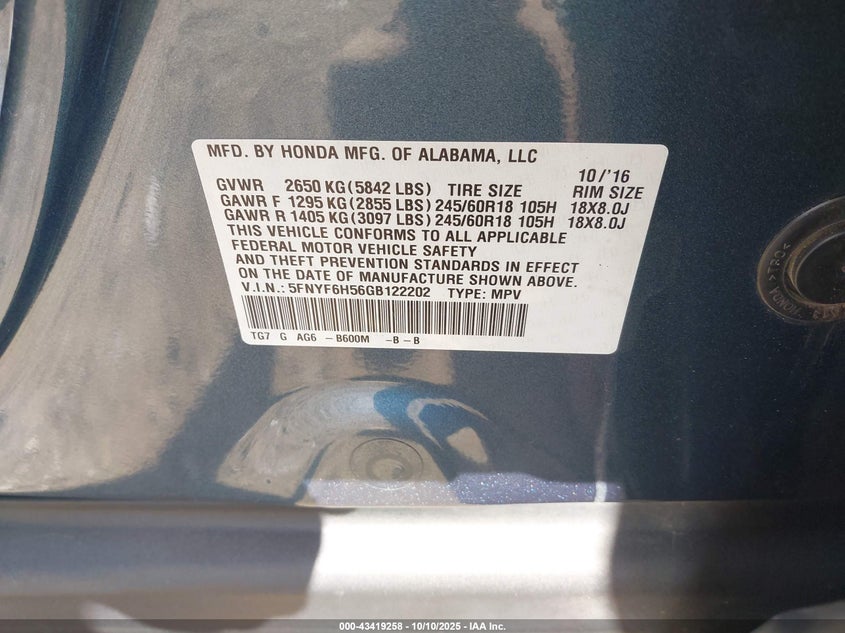 MFD. BY HONDA MFG. OF ALABAMA, LLC 10/'16
GVWR 2650 KG (5842 LBS) TIRE SIZE RIM SIZE
GAWR F 1295 KG (2855 LBS) 245/60R18 105H 18X8.0J
GAWR R 1405 KG (3097 LBS) 245/60R18 105H 18X8.0J
THIS VEHICLE CONFORMS TO ALL APPLICABLE
FEDERAL MOTOR VEHICLE SAFETY
AND THEFT PREVENTION STANDARDS IN EFFECT
ON THE DATE OF MANUFACTURE SHOWN ABOVE.
V.I.N.: 5FNYF6H56GB122202 TYPE: MPV
TG7 G AG6 -B600M -B-B
>TPO<
HONDA
000-43419258 - 10/10/2025 - IAA Inc.